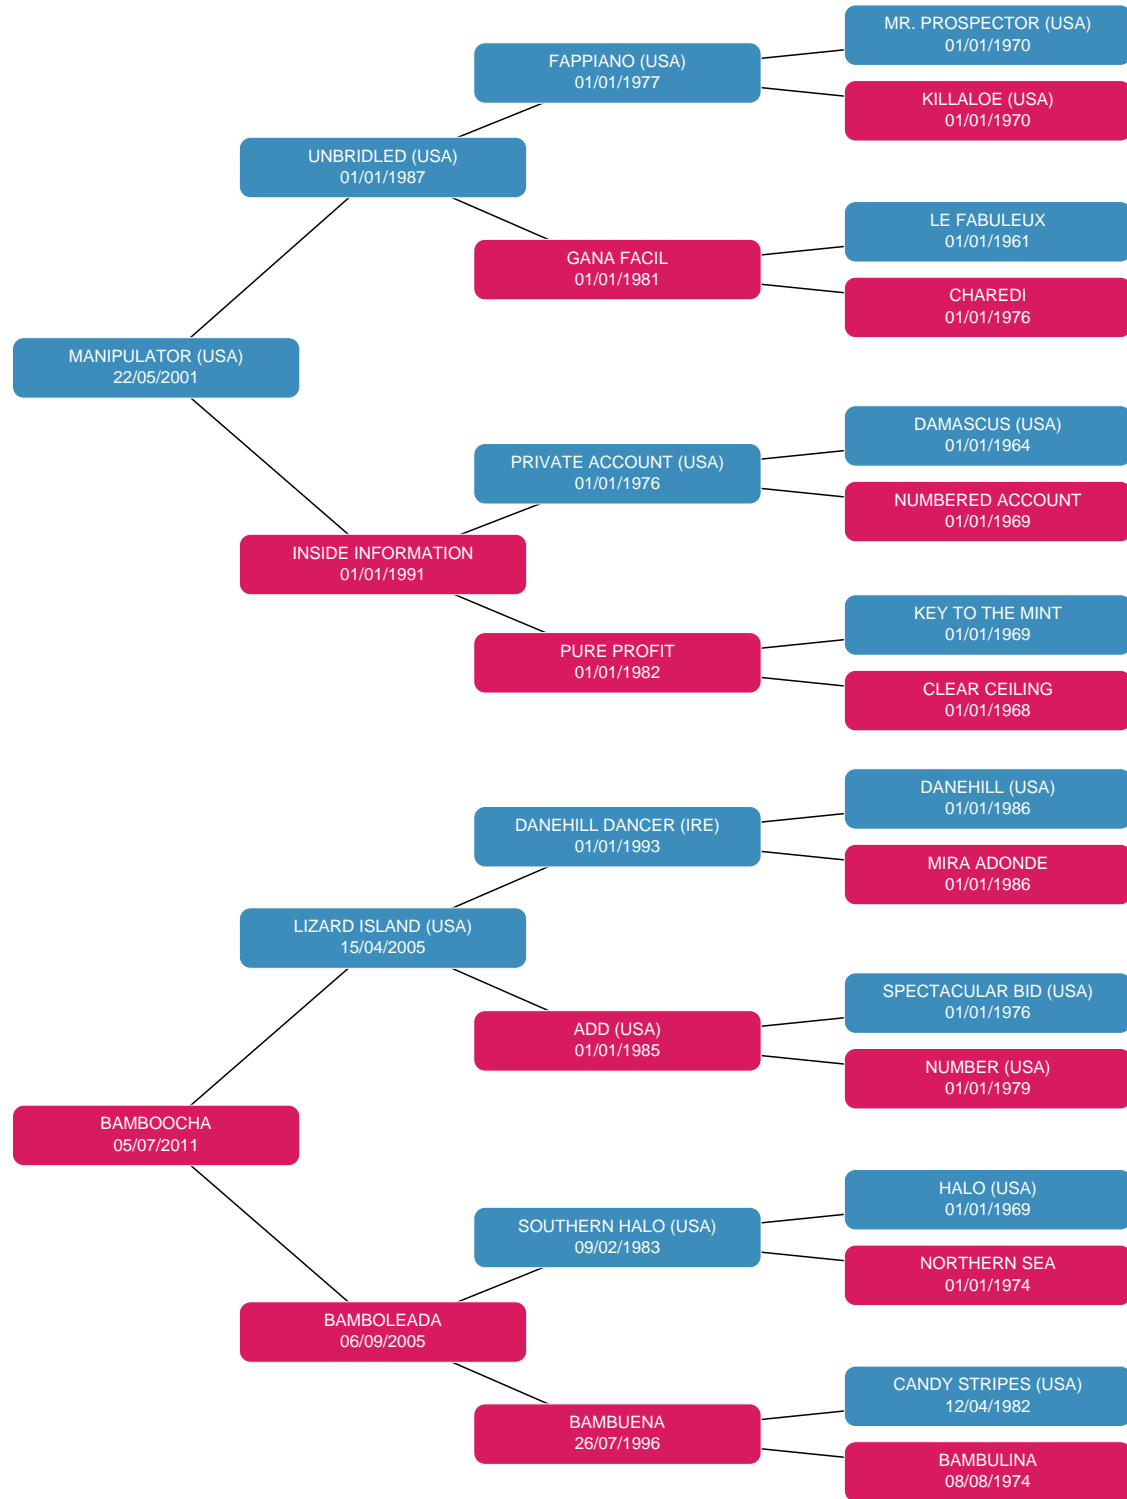 MR. PROSPECTOR (USA)
01/01/1970
FAPPIANO (USA)
01/01/1977
KILLALOE (USA)
01/01/1970
UNBRIDLED (USA)
01/01/1987
LE FABULEUX
01/01/1961
GANA FACIL
01/01/1981
CHAREDI
01/01/1976
MANIPULATOR (USA)
22/05/2001
DAMASCUS (USA)
01/01/1964
PRIVATE ACCOUNT (USA)
01/01/1976
NUMBERED ACCOUNT
01/01/1969
INSIDE INFORMATION
01/01/1991
KEY TO THE MINT
01/01/1969
PURE PROFIT
01/01/1982
CLEAR CEILING
01/01/1968
DANEHILL (USA)
01/01/1986
DANEHILL DANCER (IRE)
01/01/1993
MIRA ADONDE
01/01/1986
LIZARD ISLAND (USA)
15/04/2005
SPECTACULAR BID (USA)
01/01/1976
ADD (USA)
01/01/1985
NUMBER (USA)
01/01/1979
BAMBOOCHA
05/07/2011
HALO (USA)
01/01/1969
SOUTHERN HALO (USA)
09/02/1983
NORTHERN SEA
01/01/1974
BAMBOLEADA
06/09/2005
CANDY STRIPES (USA)
12/04/1982
BAMBUENA
26/07/1996
BAMBULINA
08/08/1974